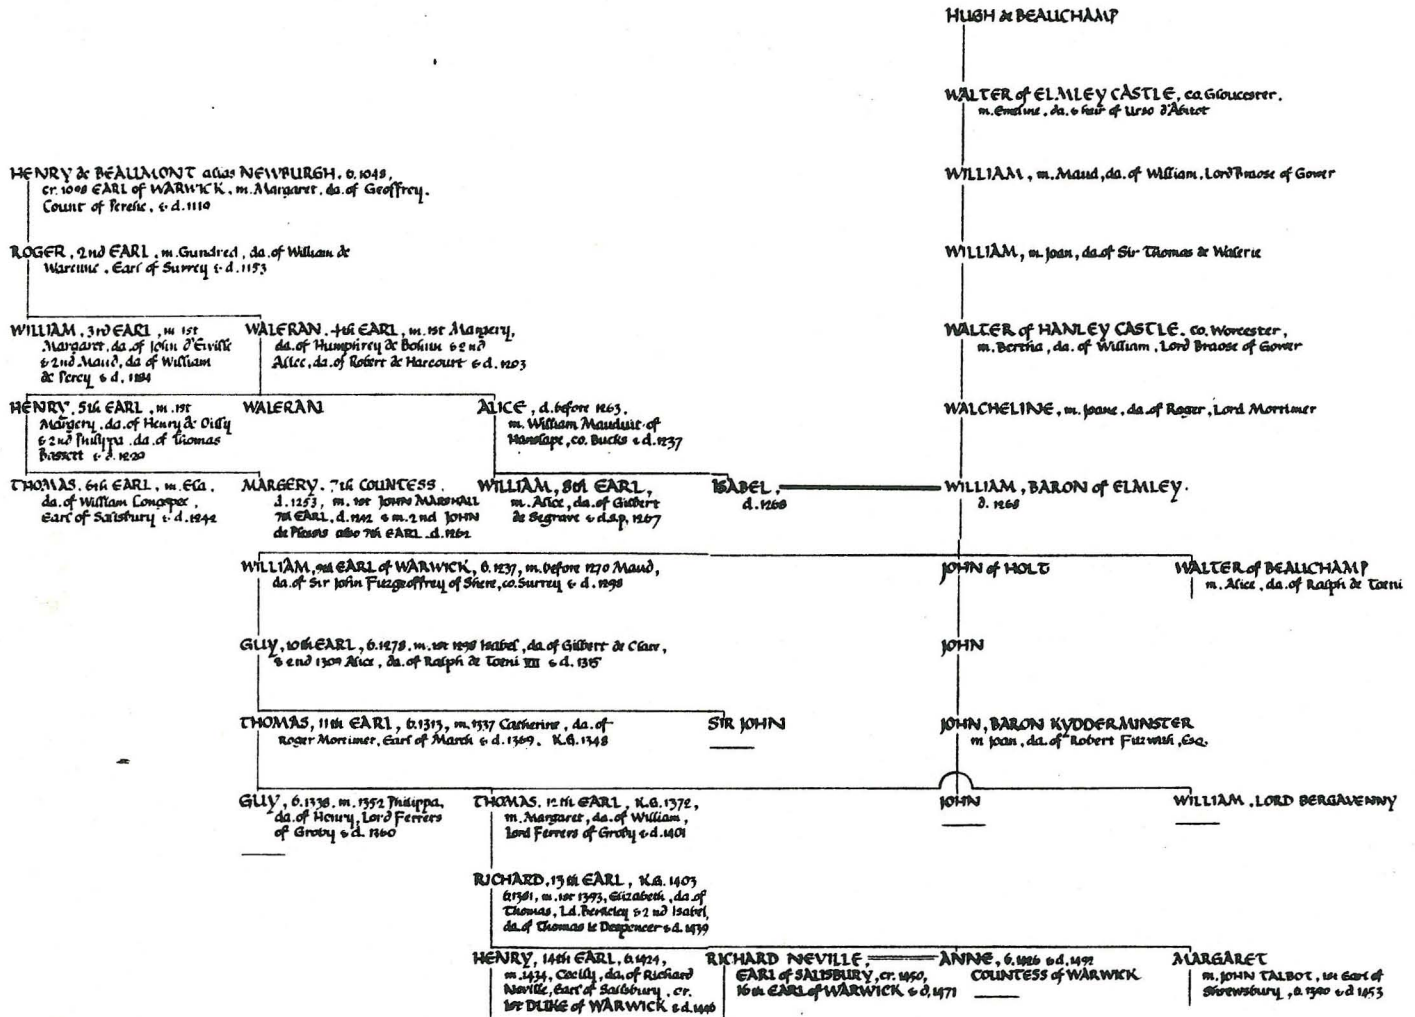 HUGH de BEAUCHAMP
WALTER of ELMLEY CASTLE, co. Gloucester.
m. Emeline, da. & heir of Urso d'Abitot
HENRY de BEAUMONT alias NEWBURGH, b. 1048,
cr. 1088 EARL of WARWICK, m. Margaret, da. of Geoffrey,
Count of Perche, & d. 1119
WILLIAM, m. Maud, da. of William, Lord Braose of Gower
ROGER, 2nd EARL, m. Gundred, da. of William de
Warenne, Earl of Surrey & d. 1153
WILLIAM, m. Joan, da. of Sir Thomas de Walerie
WILLIAM, 3rd EARL, m 1st
Margaret, da. of John d'Eiville
& 2nd Maud, da of William
de Percy & d. 1184
WALERAN. 4th EARL, m. 1st Margery,
da. of Humphrey de Bohun & 2nd
Alice, da. of Robert de Harcourt & d. 1203
WALTER of HANLEY CASTLE. co. Worcester,
m. Bertha, da. of William, Lord Braose of Gower
HENRY, 5th EARL, m. 1st
Margery, da. of Henry de Oilly
& 2nd Philippa, da. of Thomas
Bassett & d. 1229
WALERAN
ALICE, d. before 1263,
m. William Mauduit of
Hanslape, co. Bucks & d. 1237
WALCHELINE, m. Joane, da. of Roger, Lord Mortimer
THOMAS. 6th EARL, m. Ela,
da. of William Longspee,
Earl of Salisbury & d. 1242
MARGERY. 7th COUNTESS.
d. 1253, m. 1st JOHN MARSHALL
7th EARL, d. 1242 & m. 2nd JOHN
de Plessis also 7th EARL. d. 1262
WILLIAM, 8th EARL,
m. Alice, da. of Gilbert
de Segrave & d.s.p. 1267
ISABEL,
d. 1268
WILLIAM, BARON of ELMLEY.
d. 1268
WILLIAM, 9th EARL of WARWICK, b. 1237, m. before 1270 Maud,
da. of Sir John Fitzgeoffrey of Shere, co. Surrey & d. 1298
JOHN of HOLT
WALTER of BEAUCHAMP
m. Alice, da. of Ralph de Toeni
GUY, 10th EARL, b. 1278. m. 1st 1298 Isabel, da. of Gilbert de Clare,
& 2nd 1309 Alice, da. of Ralph de Toeni VII & d. 1315
JOHN
THOMAS, 11th EARL, b. 1313, m. 1337 Catherine, da. of
Roger Mortimer, Earl of March & d. 1369. K.G. 1348
SIR JOHN
JOHN, BARON KYDDERMINSTER
m Joan, da. of Robert Fitzwith, Esq.
GUY, b. 1338. m. 1352 Philippa,
da. of Henry, Lord Ferrers
of Groby & d. 1360
THOMAS. 12th EARL, K.G. 1372,
m. Margaret, da. of William,
Lord Ferrers of Groby & d. 1401
JOHN
WILLIAM. LORD BERGAVENNY
RICHARD, 13th EARL, K.G. 1403
b. 1381, m. 1st 1393, Elizabeth, da. of
Thomas, Ld. Berkeley & 2nd Isabel,
da. of Thomas le Despencer & d. 1439
HENRY, 14th EARL, b. 1424,
m. 1434, Cecilly, da. of Richard
Neville, Earl of Salisbury, cr.
1st DUKE of WARWICK & d. 1446
RICHARD NEVILLE,
EARL of SALISBURY, cr. 1450,
16th EARL of WARWICK & d. 1471
ANNE, b. 1426 & d. 1492
COUNTESS of WARWICK
MARGARET
m. JOHN TALBOT, 1st Earl of
Shrewsbury, b. 1390 & d 1453